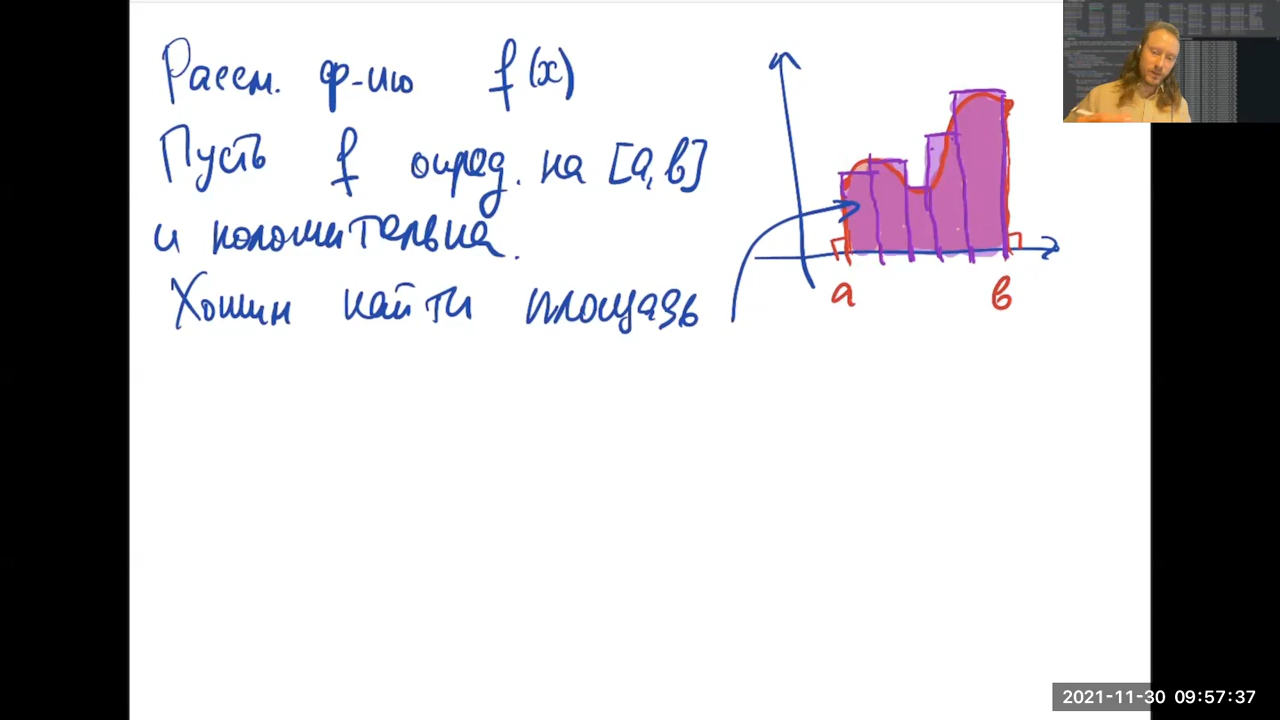 Рассм. ф-ию f(x)
Пусть f опред. на [a, b]
и положительна.
Хотим найти площадь
a b
2021-11-30 09:57:37